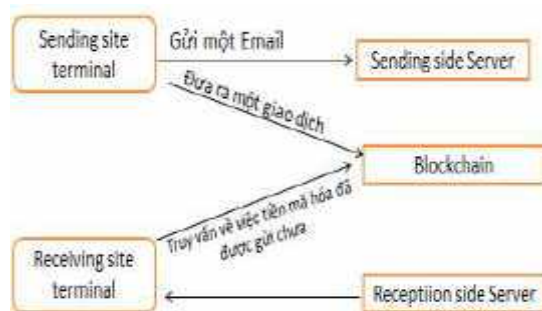 Sending site
terminal
Gửi một Email
Sending side Server
Đưa ra một giao dịch
Blockchain
Truy vấn về việc tiền mã hóa đã
được gửi chưa
Receiving site
terminal
Receptiion side Server